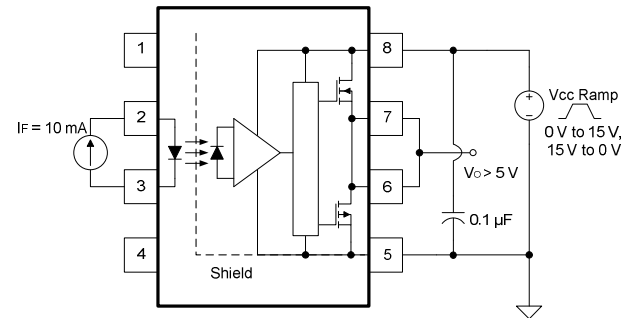 1
2
3
4
8
7
6
5
IF = 10 mA
Shield
VO > 5 V
0.1 µF
+
−
Vcc Ramp
0 V to 15 V,
15 V to 0 V